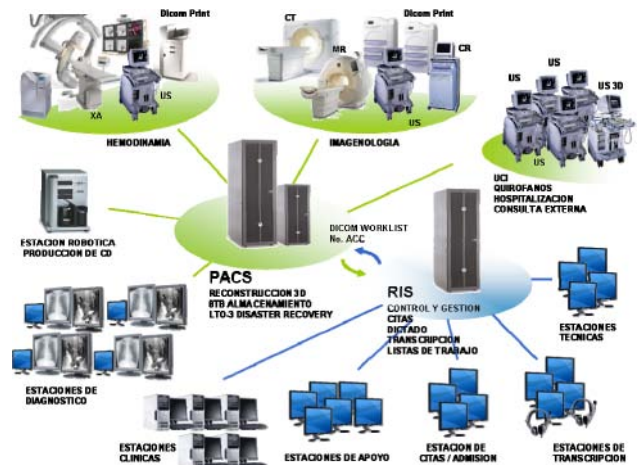 Dicom Print
US
XA
HEMODINAMIA
CT
Dicom Print
MR
CR
US
IMAGENOLOGIA
US
US
US 3D
US
UCI
QUIROFANOS
HOSPITALIZACION
CONSULTA EXTERNA
ESTACION ROBOTICA
PRODUCCION DE CD
DICOM WORKLIST
No. ACC
PACS
RECONSTRUCCION 3D
8TB ALMACENAMIENTO
LTO-3 DISASTER RECOVERY
RIS
CONTROL Y GESTION
CITAS
DICTADO
TRANSCRIPCION
LISTAS DE TRABAJO
ESTACIONES
TECNICAS
ESTACIONES DE
DIAGNOSTICO
ESTACIONES
CLINICAS
ESTACIONES DE APOYO
ESTACION DE
CITAS / ADMISION
ESTACIONES DE
TRANSCRIPCION